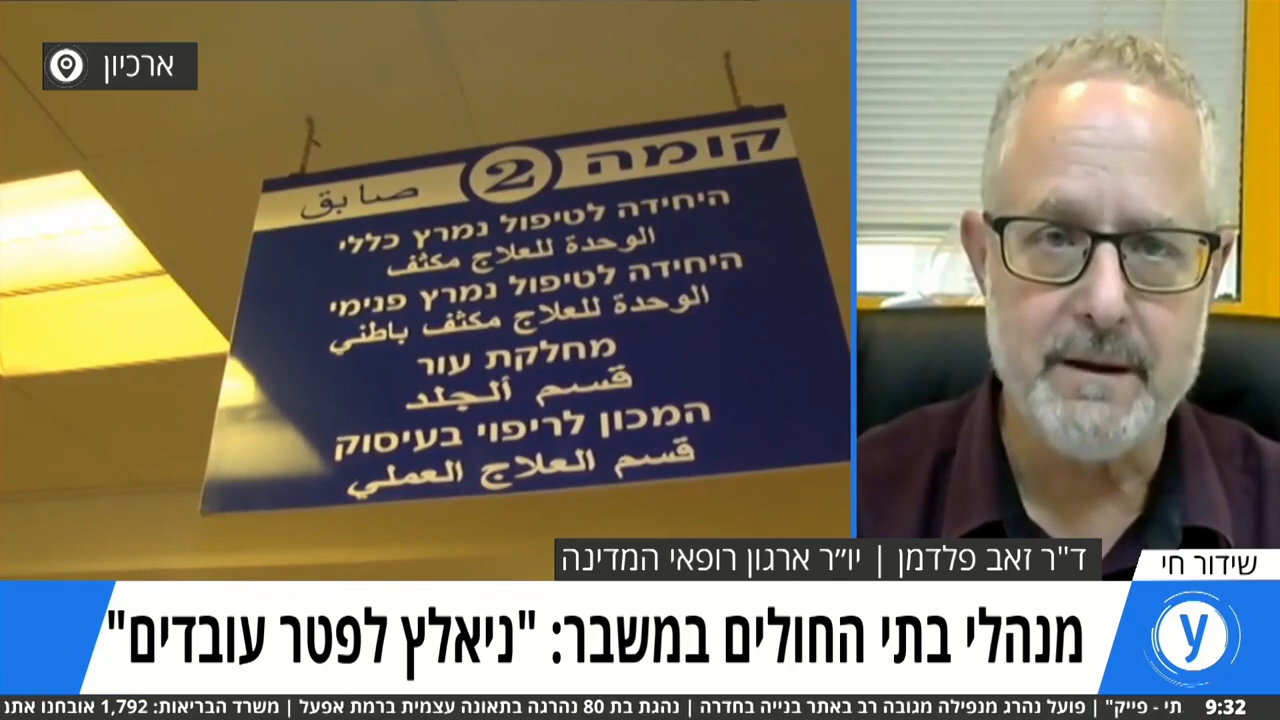 ארכיון
קומה 2 صابق
היחידה לטיפול נמרץ כללי
الوحدة للعلاج مكثف
היחידה לטיפול נמרץ פנימי
الوحدة للعلاج مكثف باطني
מחלקת עור
قسم ألجلد
המכון לריפוי בעיסוק
قسم العلاج العملي
ד"ר זאב פלדמן | יו״ר ארגון רופאי המדינה
שידור חי
מנהלי בתי החולים במשבר: "ניאלץ לפטר עובדים"
y
9:32 תי - פייק" | פועל נהרג מנפילה מגובה רב באתר בנייה בחדרה | נהגת בת 80 נהרגה בתאונה עצמית ברמת אפעל | משרד הבריאות: 1,792 אובחנו אתמ